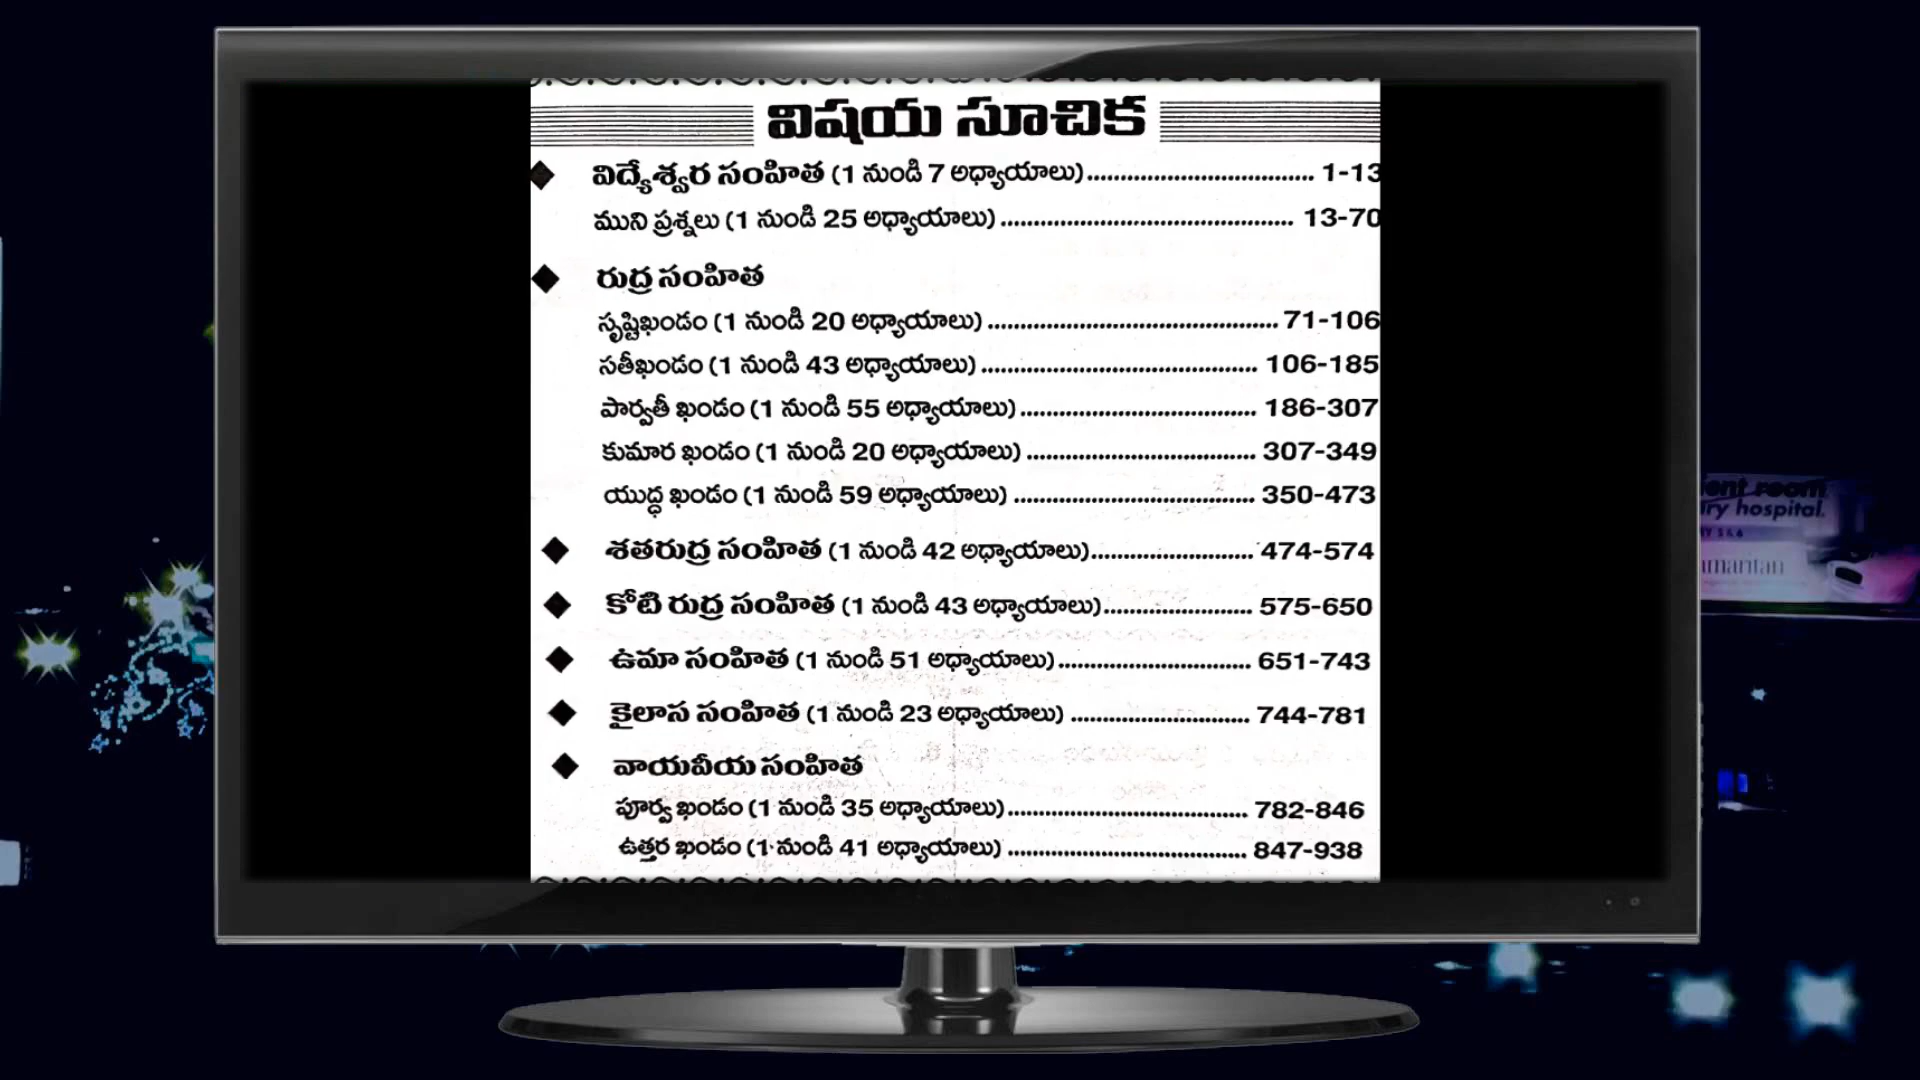 విషయ సూచిక
విద్యేశ్వర సంహిత (1 నుండి 7 అధ్యాయాలు) ................................ 1-13
ముని ప్రశ్నలు (1 నుండి 25 అధ్యాయాలు) ......................................... 13-70
రుద్ర సంహిత
సృష్టిఖండం (1 నుండి 20 అధ్యాయాలు) ......................................... 71-106
సతీఖండం (1 నుండి 43 అధ్యాయాలు) ....................................... 106-185
పార్వతీ ఖండం (1 నుండి 55 అధ్యాయాలు) ................................. 186-307
కుమార ఖండం (1 నుండి 20 అధ్యాయాలు) ................................ 307-349
యుద్ధ ఖండం (1 నుండి 59 అధ్యాయాలు) .................................. 350-473
శతరుద్ర సంహిత (1 నుండి 42 అధ్యాయాలు) ....................... 474-574
కోటి రుద్ర సంహిత (1 నుండి 43 అధ్యాయాలు) ..................... 575-650
ఉమా సంహిత (1 నుండి 51 అధ్యాయాలు) ........................... 651-743
కైలాస సంహిత (1 నుండి 23 అధ్యాయాలు) ......................... 744-781
వాయవీయ సంహిత
పూర్వ ఖండం (1 నుండి 35 అధ్యాయాలు) .................................. 782-846
ఉత్తర ఖండం (1 నుండి 41 అధ్యాయాలు) .................................. 847-938
room
hospital.